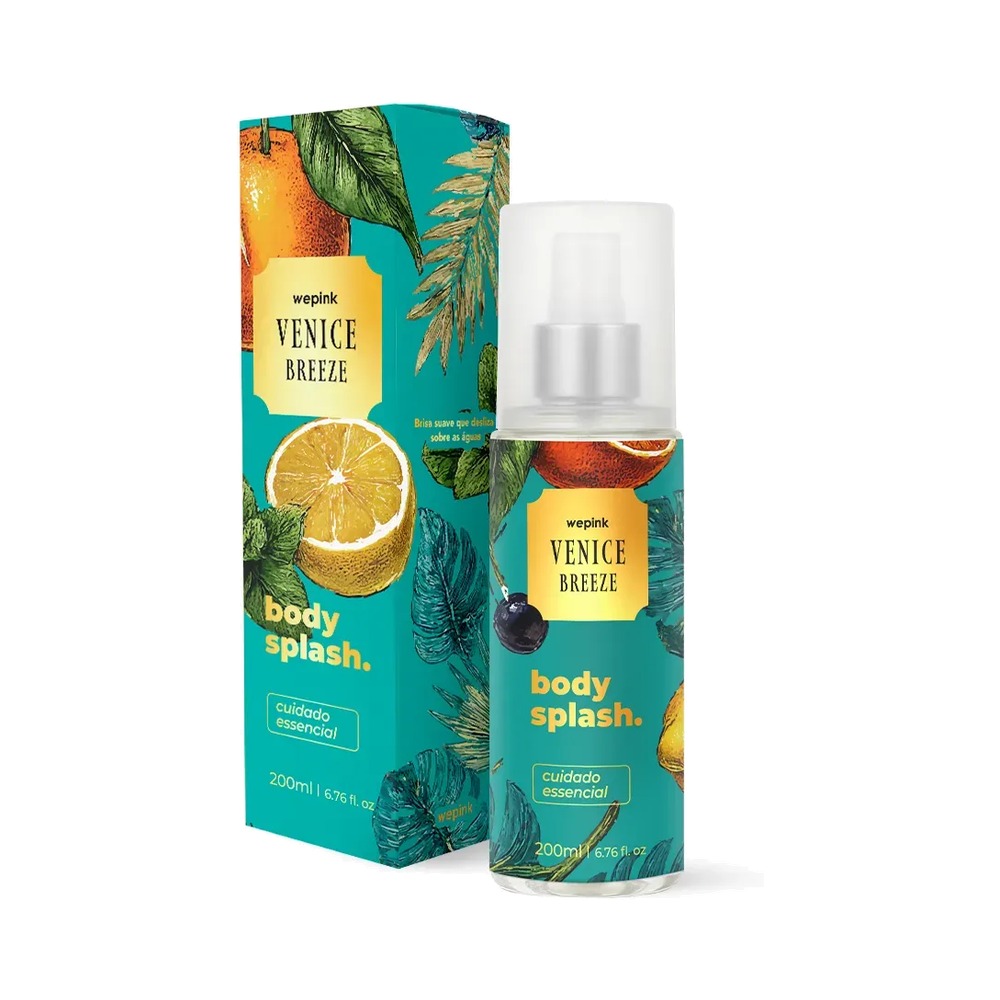 wepink
VENICE
BREEZE
Brisa suave que desliza
sobre as águas
body
splash.
cuidado
essencial
200ml | 6.76 fl. oz
wepink
wepink
VENICE
BREEZE
body
splash.
cuidado
essencial
200ml | 6.76 fl. oz